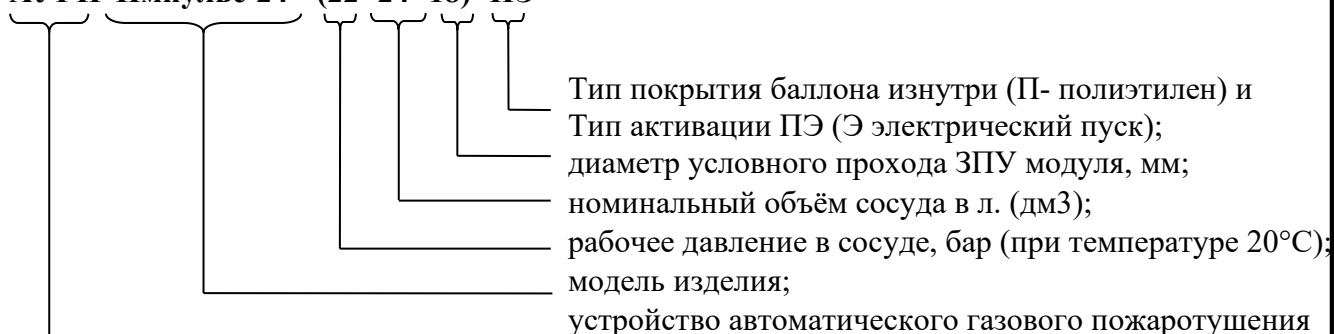 Тип покрытия баллона изнутри (П- полиэтилен) и
Тип активации ПЭ (Э электрический пуск);
диаметр условного прохода ЗПУ модуля, мм;
номинальный объём сосуда в л. (дм3);
рабочее давление в сосуде, бар (при температуре 20°С);
модель изделия;
устройство автоматического газового пожаротушения